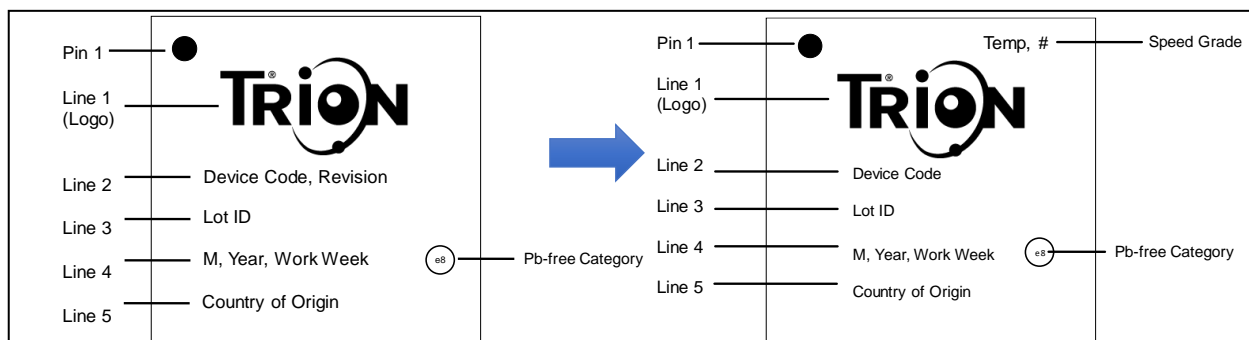 Pin 1
TRION®
Line 1
(Logo)
Line 2 Device Code, Revision
Line 3 Lot ID
Line 4 M, Year, Work Week e8 Pb-free Category
Line 5 Country of Origin
Pin 1 Temp, # Speed Grade
TRION®
Line 1
(Logo)
Line 2 Device Code
Line 3 Lot ID
Line 4 M, Year, Work Week e8 Pb-free Category
Line 5 Country of Origin